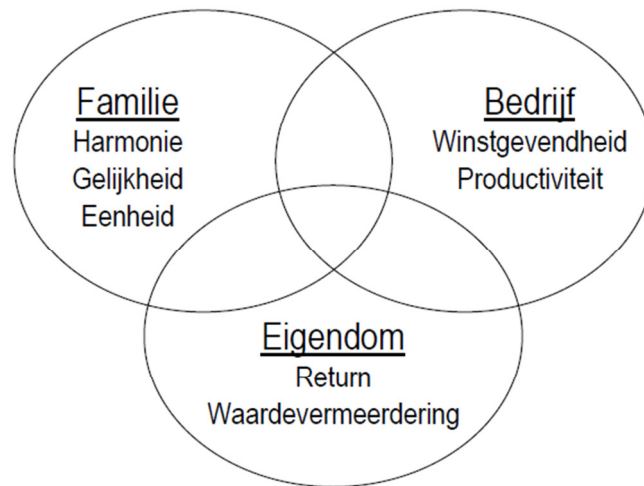 Familie
Harmonie
Gelijkheid
Eenheid
Bedrijf
Winstgevendheid
Productiviteit
Eigendom
Return
Waardevermeerdering